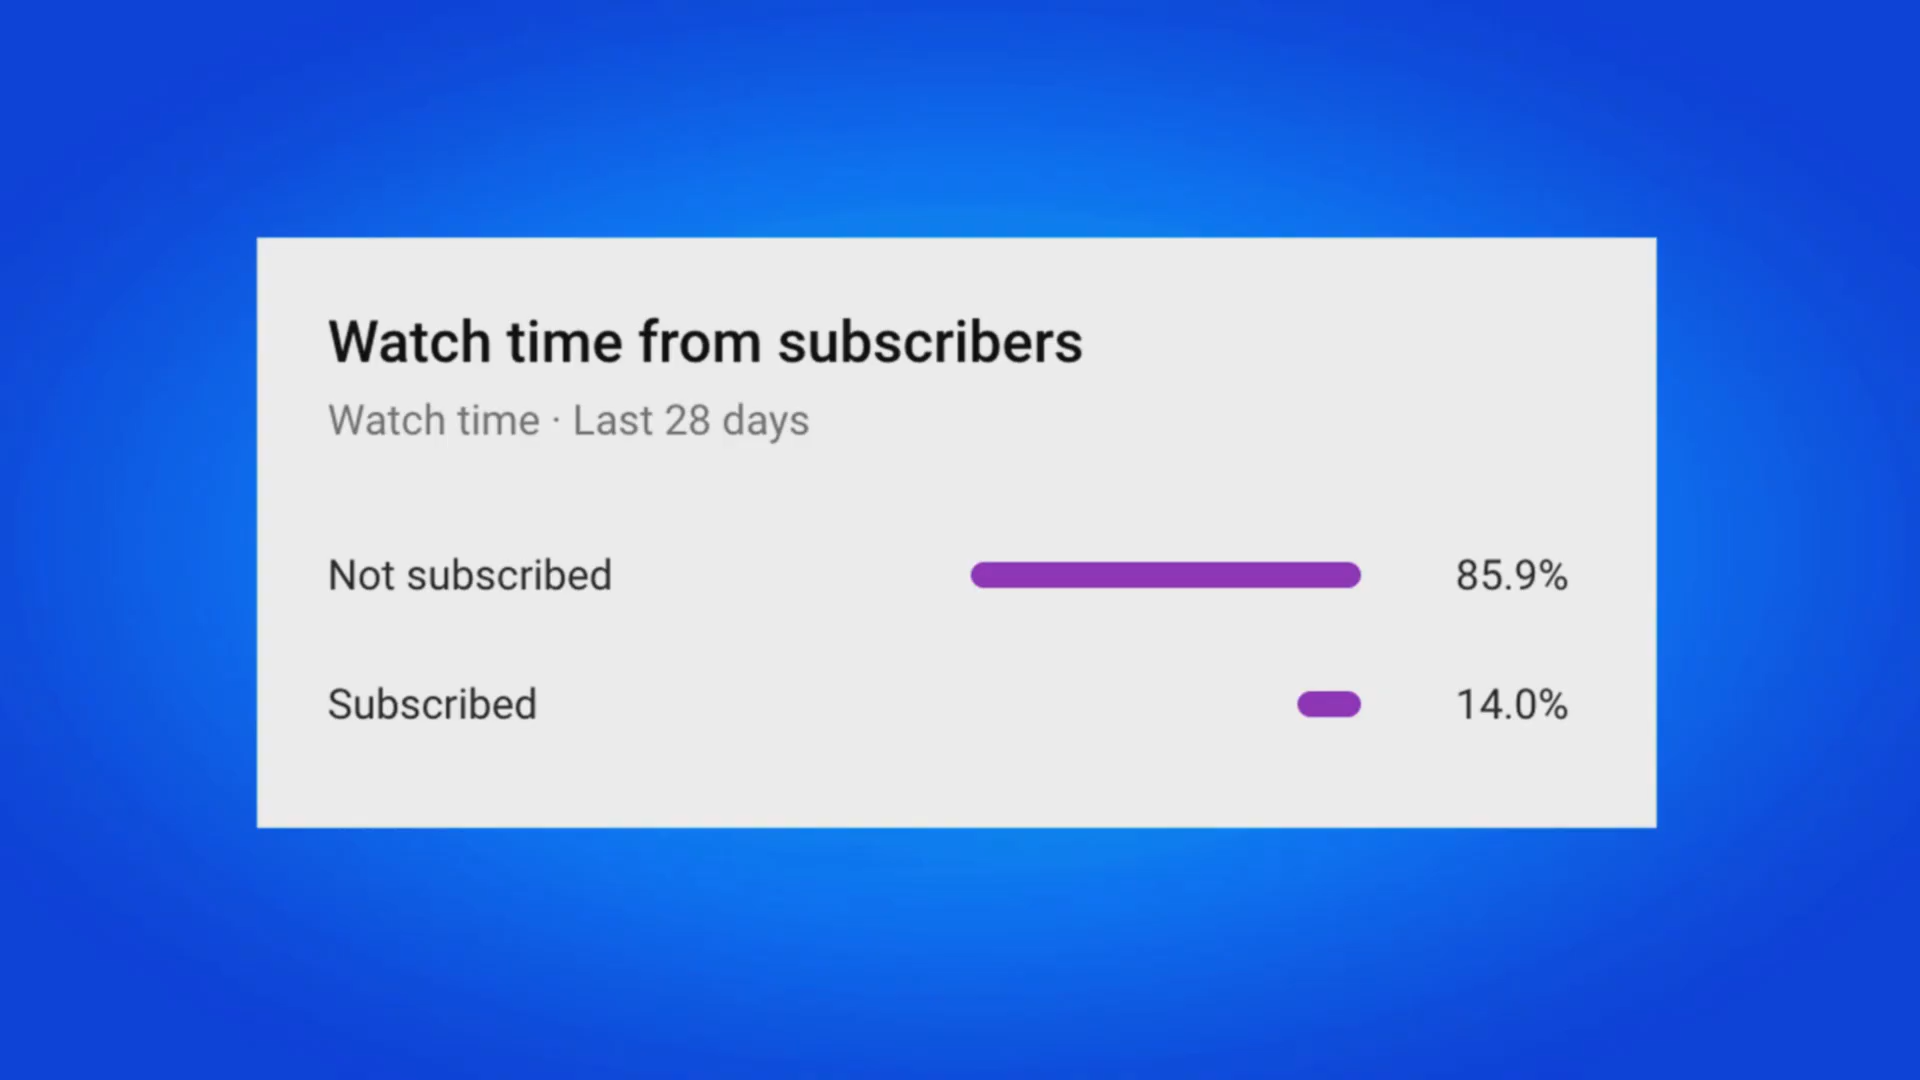 Watch time from subscribers
Watch time · Last 28 days
Not subscribed 85.9%
Subscribed 14.0%